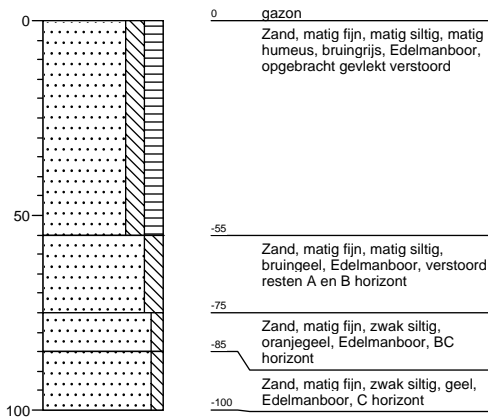 0
50
100
0 gazon
Zand, matig fijn, matig siltig, matig
humeus, bruingrijs, Edelmanboor,
opgebracht gevlekt verstoord
-55
Zand, matig fijn, matig siltig,
bruingeel, Edelmanboor, verstoord
resten A en B horizont
-75
Zand, matig fijn, zwak siltig,
oranjegeel, Edelmanboor, BC
horizont
-85
Zand, matig fijn, zwak siltig, geel,
Edelmanboor, C horizont
-100